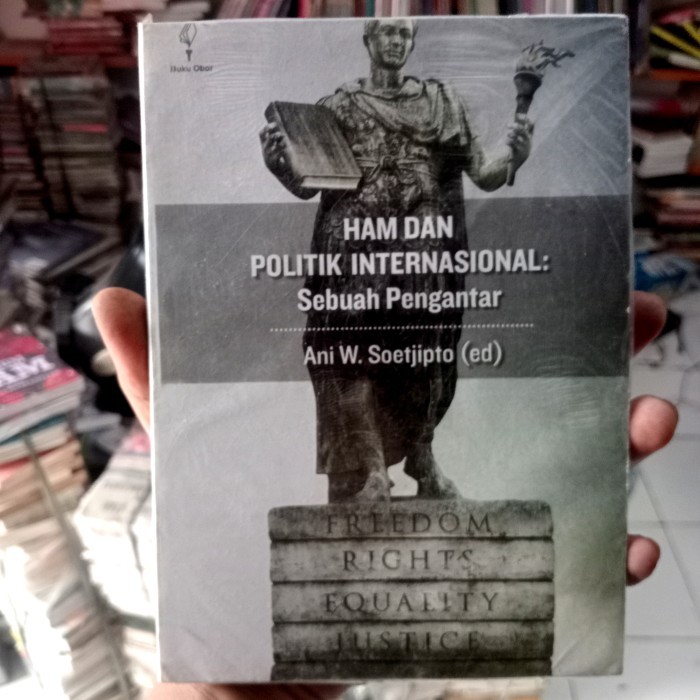 Buku Obor
HAM DAN
POLITIK INTERNASIONAL:
Sebuah Pengantar
Ani W. Soetjipto (ed)
FREEDOM
RIGHTS
EQUALITY
JUSTICE